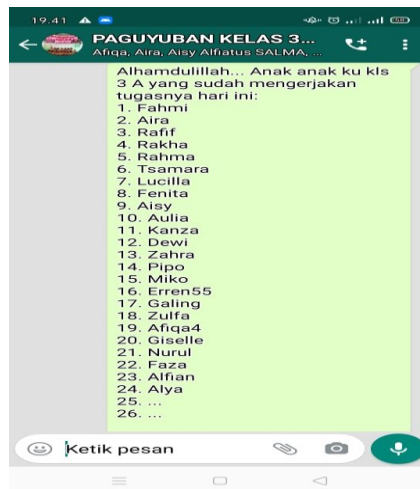 19.41
PAGUYUBAN KELAS 3...
Afiqa, Aira, Aisy Alfiatus SALMA, ...
Alhamdulillah... Anak anak ku kls
3 A yang sudah mengerjakan
tugasnya hari ini:
1. Fahmi
2. Aira
3. Rafif
4. Rakha
5. Rahma
6. Tsamara
7. Lucilla
8. Fenita
9. Aisy
10. Aulia
11. Kanza
12. Dewi
13. Zahra
14. Pipo
15. Miko
16. Erren55
17. Galing
18. Zulfa
19. Afiqa4
20. Giselle
21. Nurul
22. Faza
23. Alfian
24. Alya
25. ...
26. ...
Ketik pesan